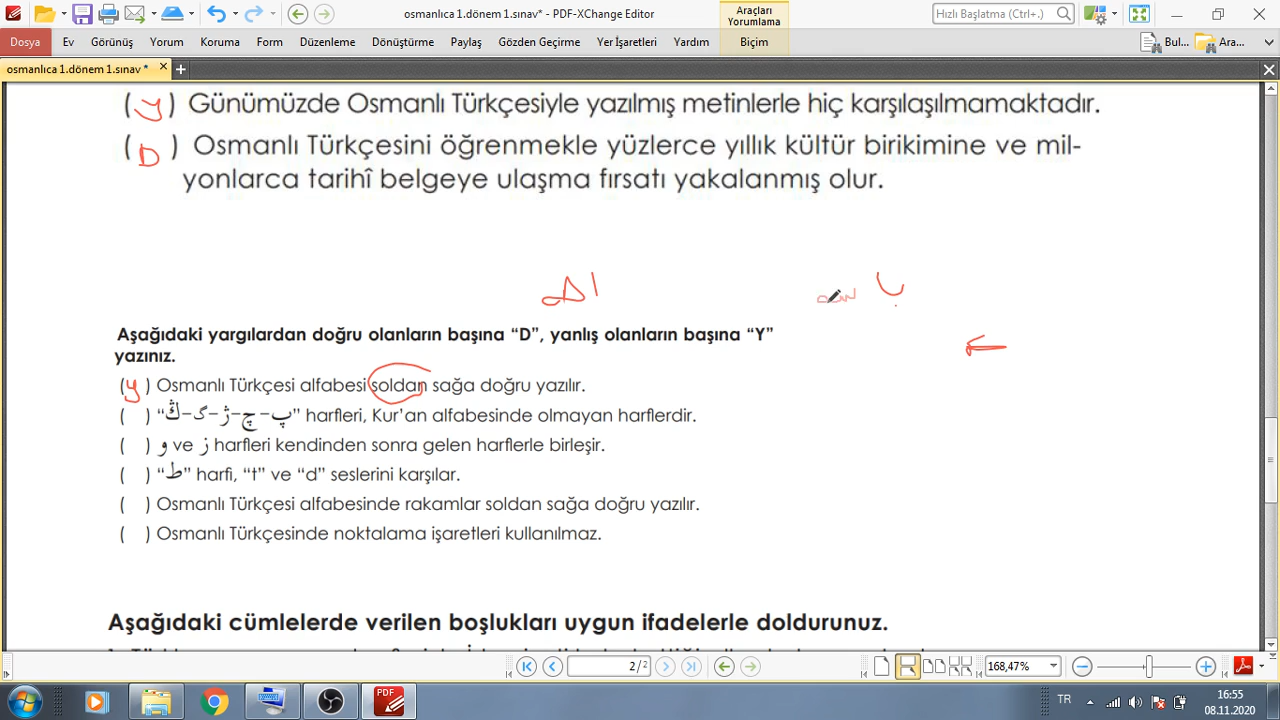 osmanlıca 1.dönem 1.sınav * - PDF-XChange Editor
Araçları
Yorumlama
Hızlı Başlatma (Ctrl+.)
Dosya Ev Görünüş Yorum Koruma Form Düzenleme Dönüştürme Paylaş Gözden Geçirme Yer İşaretleri Yardım Biçim Bul... Ara...
osmanlıca 1.dönem 1.sınav *
(Y) Günümüzde Osmanlı Türkçesiyle yazılmış metinlerle hiç karşılaşılmamaktadır.
(D) Osmanlı Türkçesini öğrenmekle yüzlerce yıllık kültür birikimine ve mil-
yonlarca tarihî belgeye ulaşma fırsatı yakalanmış olur.
Aşağıdaki yargılardan doğru olanların başına “D”, yanlış olanların başına “Y”
yazınız.
(y) Osmanlı Türkçesi alfabesi soldan sağa doğru yazılır.
( ) “پ-چ-ژ-گ-ڭ” harfleri, Kur’an alfabesinde olmayan harflerdir.
( ) و ve ز harfleri kendinden sonra gelen harflerle birleşir.
( ) “ط” harfi, “t” ve “d” seslerini karşılar.
( ) Osmanlı Türkçesi alfabesinde rakamlar soldan sağa doğru yazılır.
( ) Osmanlı Türkçesinde noktalama işaretleri kullanılmaz.
Aşağıdaki cümlelerde verilen boşlukları uygun ifadelerle doldurunuz.
2/2
168,47%
TR
16:55
08.11.2020